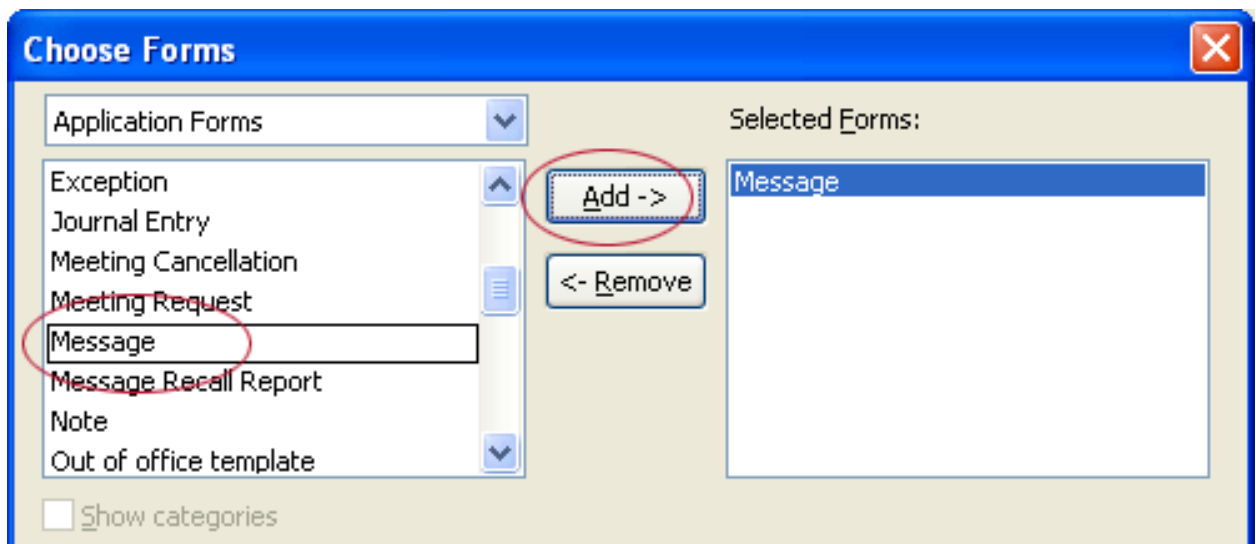 Choose Forms
Application Forms
Exception
Journal Entry
Meeting Cancellation
Meeting Request
Message
Message Recall Report
Note
Out of office template
Show categories
Add ->
<- Remove
Selected Forms:
Message